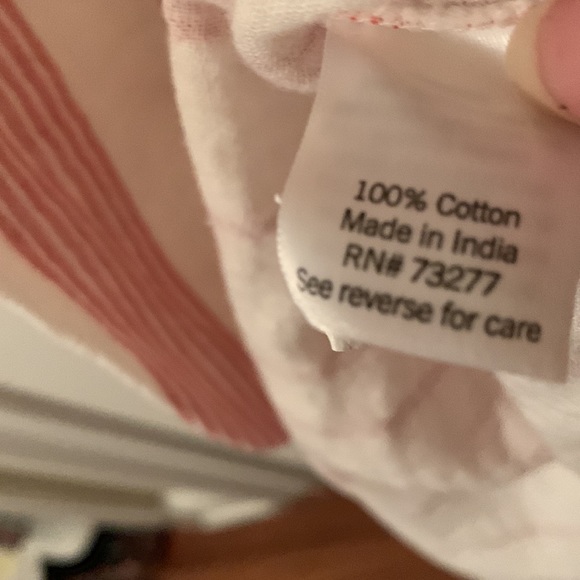 100% Cotton
Made in India
RN# 73277
See reverse for care